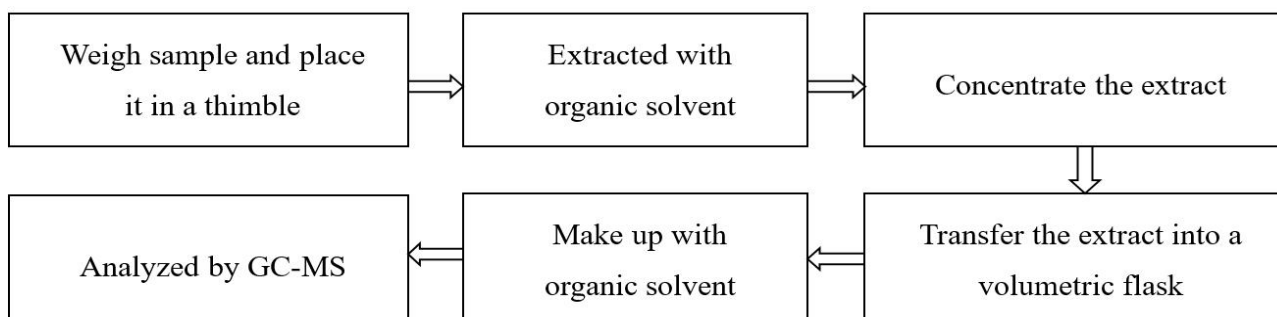 Weigh sample and place
it in a thimble
Extracted with
organic solvent
Concentrate the extract
Transfer the extract into a
volumetric flask
Make up with
organic solvent
Analyzed by GC-MS